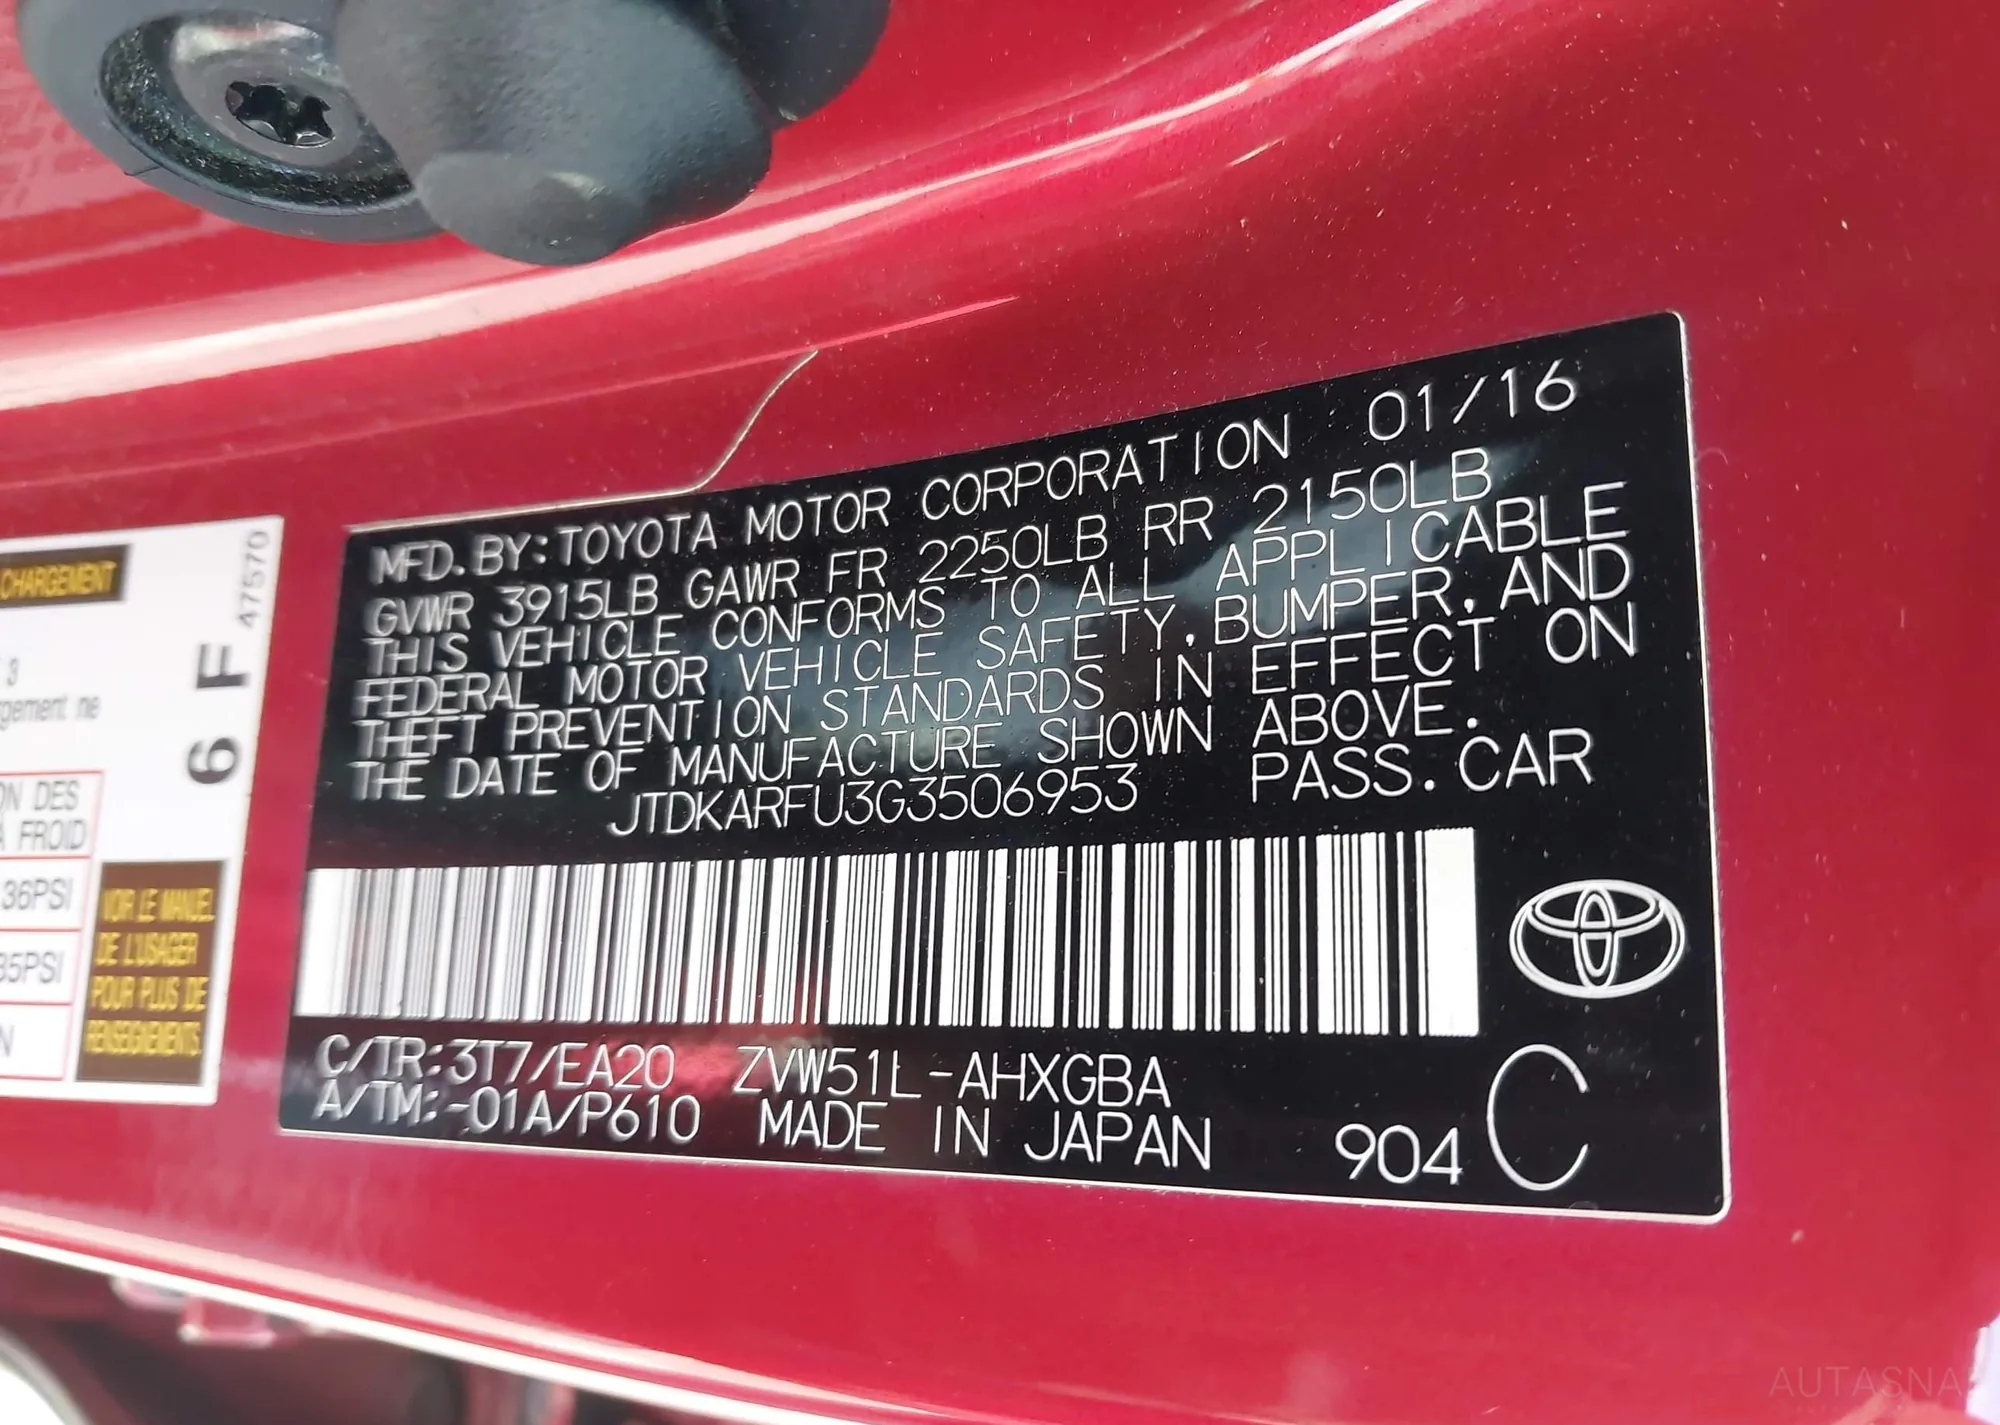 CHARGEMENT
47570
6 F
3
gement ne
ON DES
A FROID
36PSI
35PSI
N
VOIR LE MANUEL
DE L'USAGER
POUR PLUS DE
RENSEIGNEMENTS.
MFD.BY:TOYOTA MOTOR CORPORATION 01/16
GVWR 3915LB GAWR FR 2250LB RR 2150LB
THIS VEHICLE CONFORMS TO ALL APPLICABLE
FEDERAL MOTOR VEHICLE SAFETY,BUMPER,AND
THEFT PREVENTION STANDARDS IN EFFECT ON
THE DATE OF MANUFACTURE SHOWN ABOVE.
JTDKARFU3G3506953 PASS.CAR
C/TR:3T7/EA20 ZVW51L-AHXGBA
A/TM:-01A/P610 MADE IN JAPAN 904 C
AUTASNA